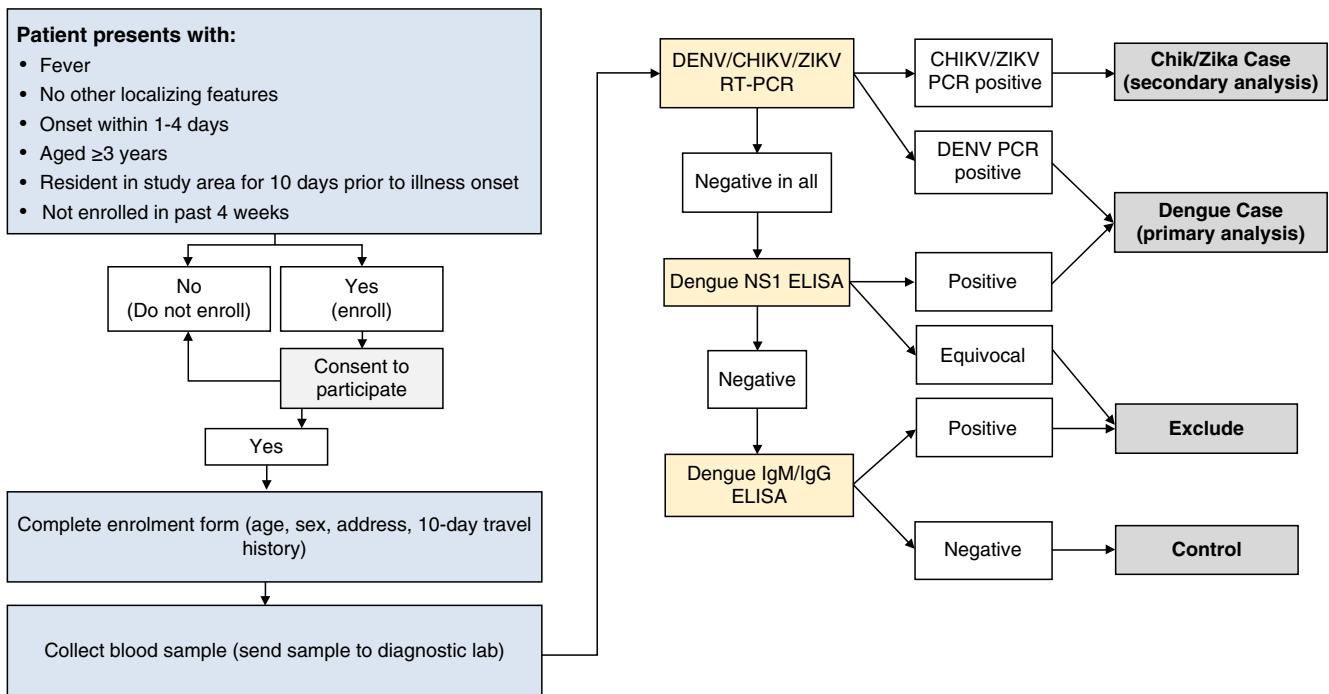 Patient presents with:
• Fever
• No other localizing features
• Onset within 1-4 days
• Aged ≥3 years
• Resident in study area for 10 days prior to illness onset
• Not enrolled in past 4 weeks
No
(Do not enroll)
Yes
(enroll)
Consent to
participate
Yes
Complete enrolment form (age, sex, address, 10-day travel
history)
Collect blood sample (send sample to diagnostic lab)
DENV/CHIKV/ZIKV
RT-PCR
CHIKV/ZIKV
PCR positive
Chik/Zika Case
(secondary analysis)
DENV PCR
positive
Negative in all
Dengue Case
(primary analysis)
Dengue NS1 ELISA
Positive
Equivocal
Negative
Positive
Exclude
Dengue IgM/IgG
ELISA
Negative
Control